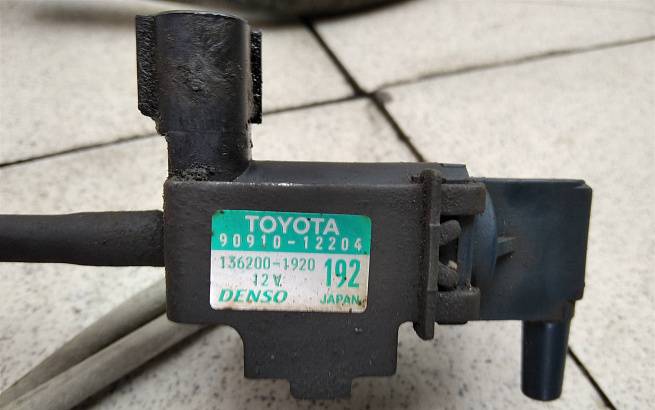 TOYOTA
90910-12204
136200-1920 192
12V
DENSO JAPAN